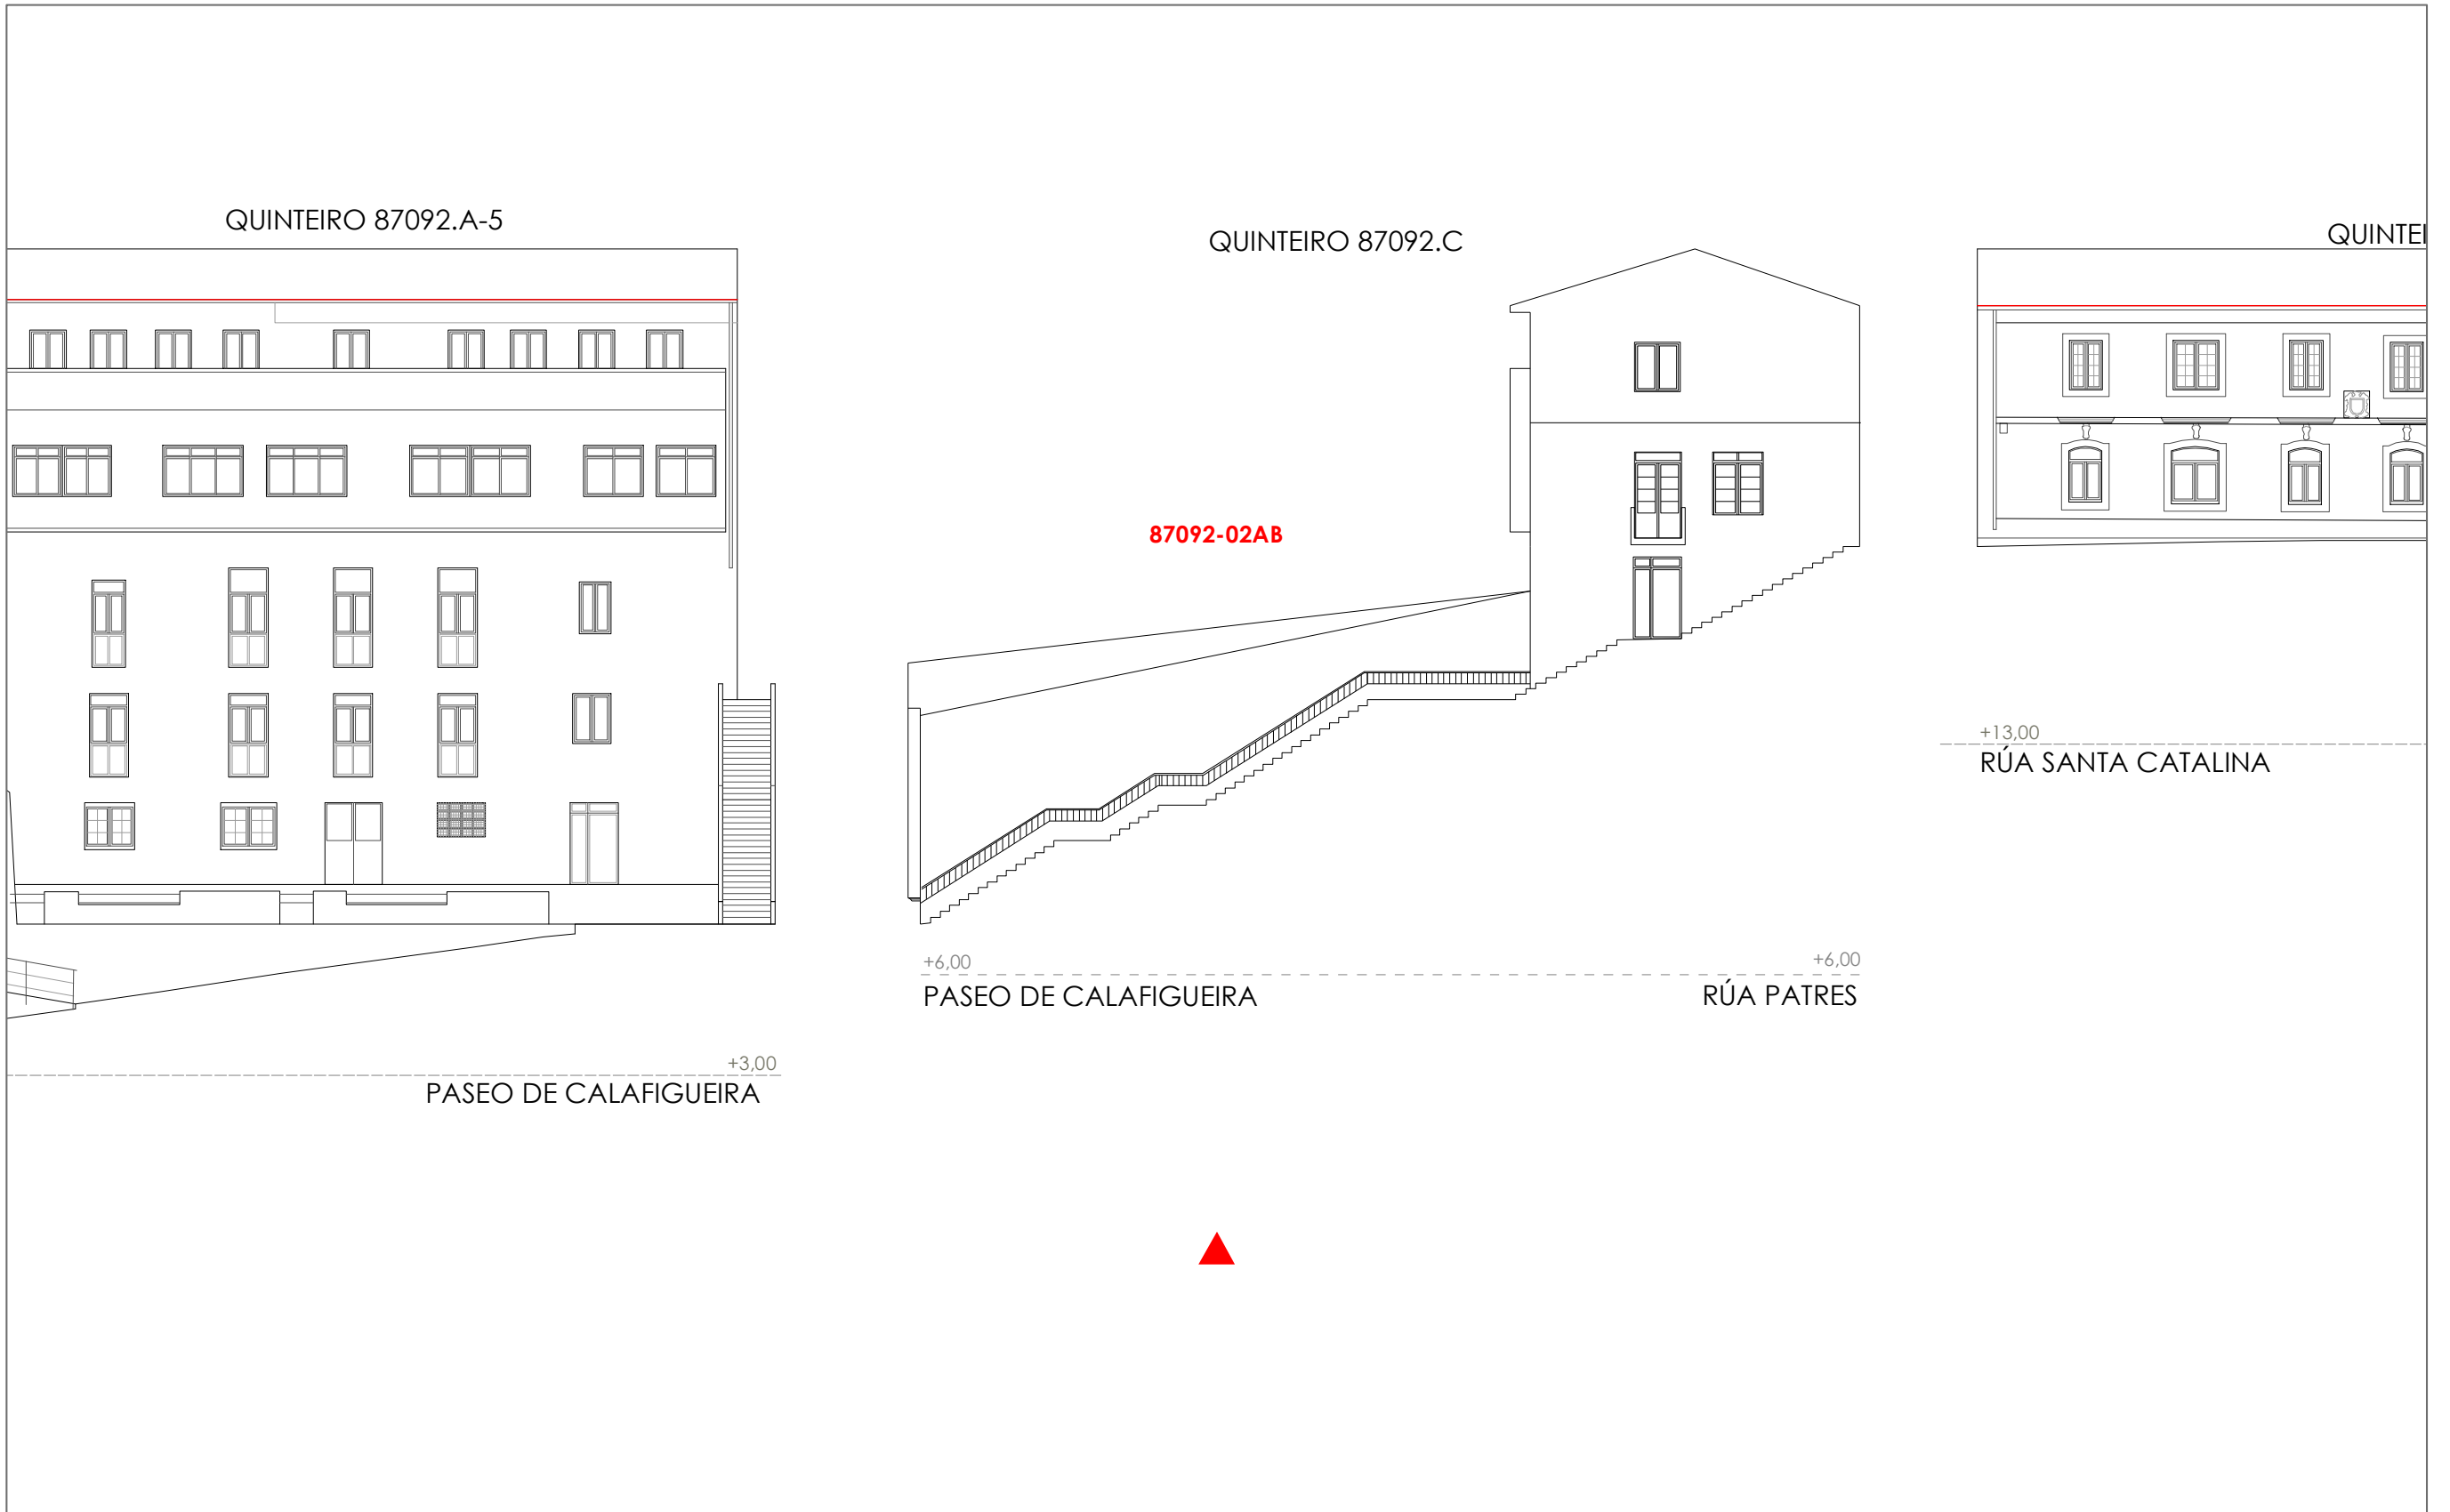 QUINTEIRO 87092.A-5
QUINTEIRO 87092.C
QUINTEI
87092-02AB
+13,00
RÚA SANTA CATALINA
+6,00
+6,00
PASEO DE CALAFIGUEIRA
RÚA PATRES
+3,00
PASEO DE CALAFIGUEIRA